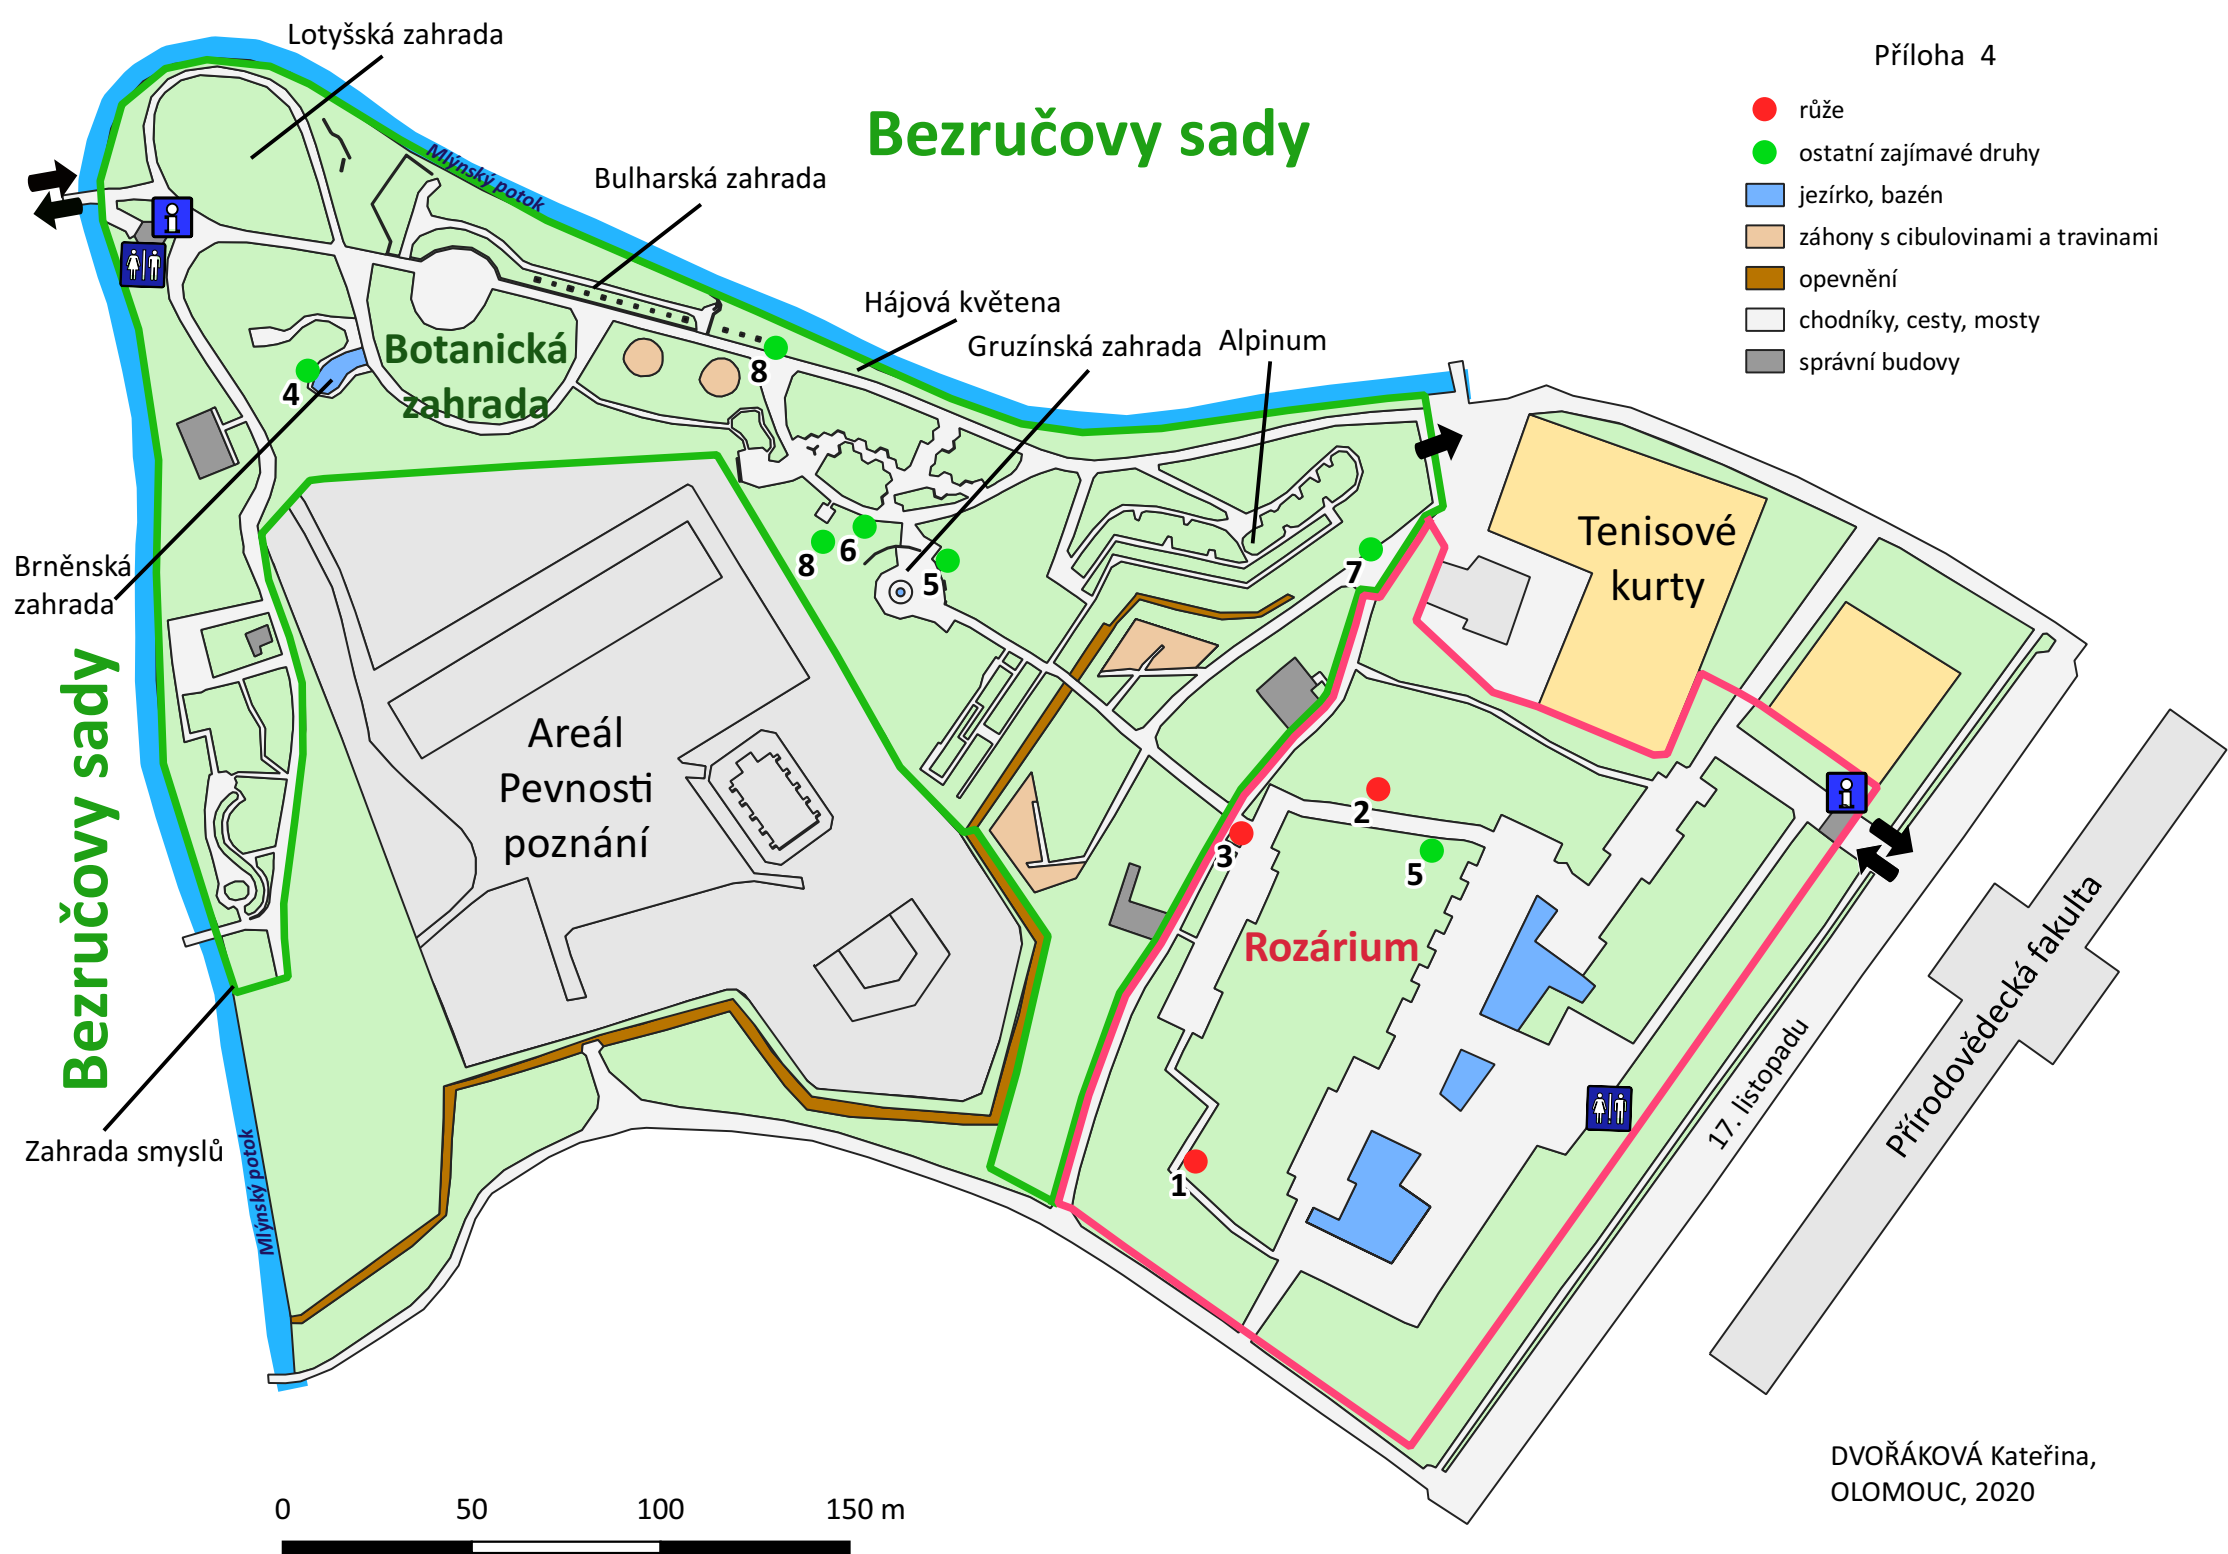 Lotyšská zahrada
Příloha 4
růže
ostatní zajímavé druhy
jezírko, bazén
záhony s cibulovinami a travinami
opevnění
chodníky, cesty, mosty
správní budovy
Bezručovy sady
Mlýnský potok
Bulharská zahrada
Hájová květena
Gruzínská zahrada
Alpinum
Botanická
zahrada
4
8
Tenisové
kurty
Brněnská
zahrada
8
6
5
7
Bezručovy sady
Areál
Pevnosti
poznání
2
3
5
Rozárium
1
Přírodovědecká fakulta
17. listopadu
Zahrada smyslů
Mlýnský potok
DVOŘÁKOVÁ Kateřina,
OLOMOUC, 2020
0 50 100 150 m